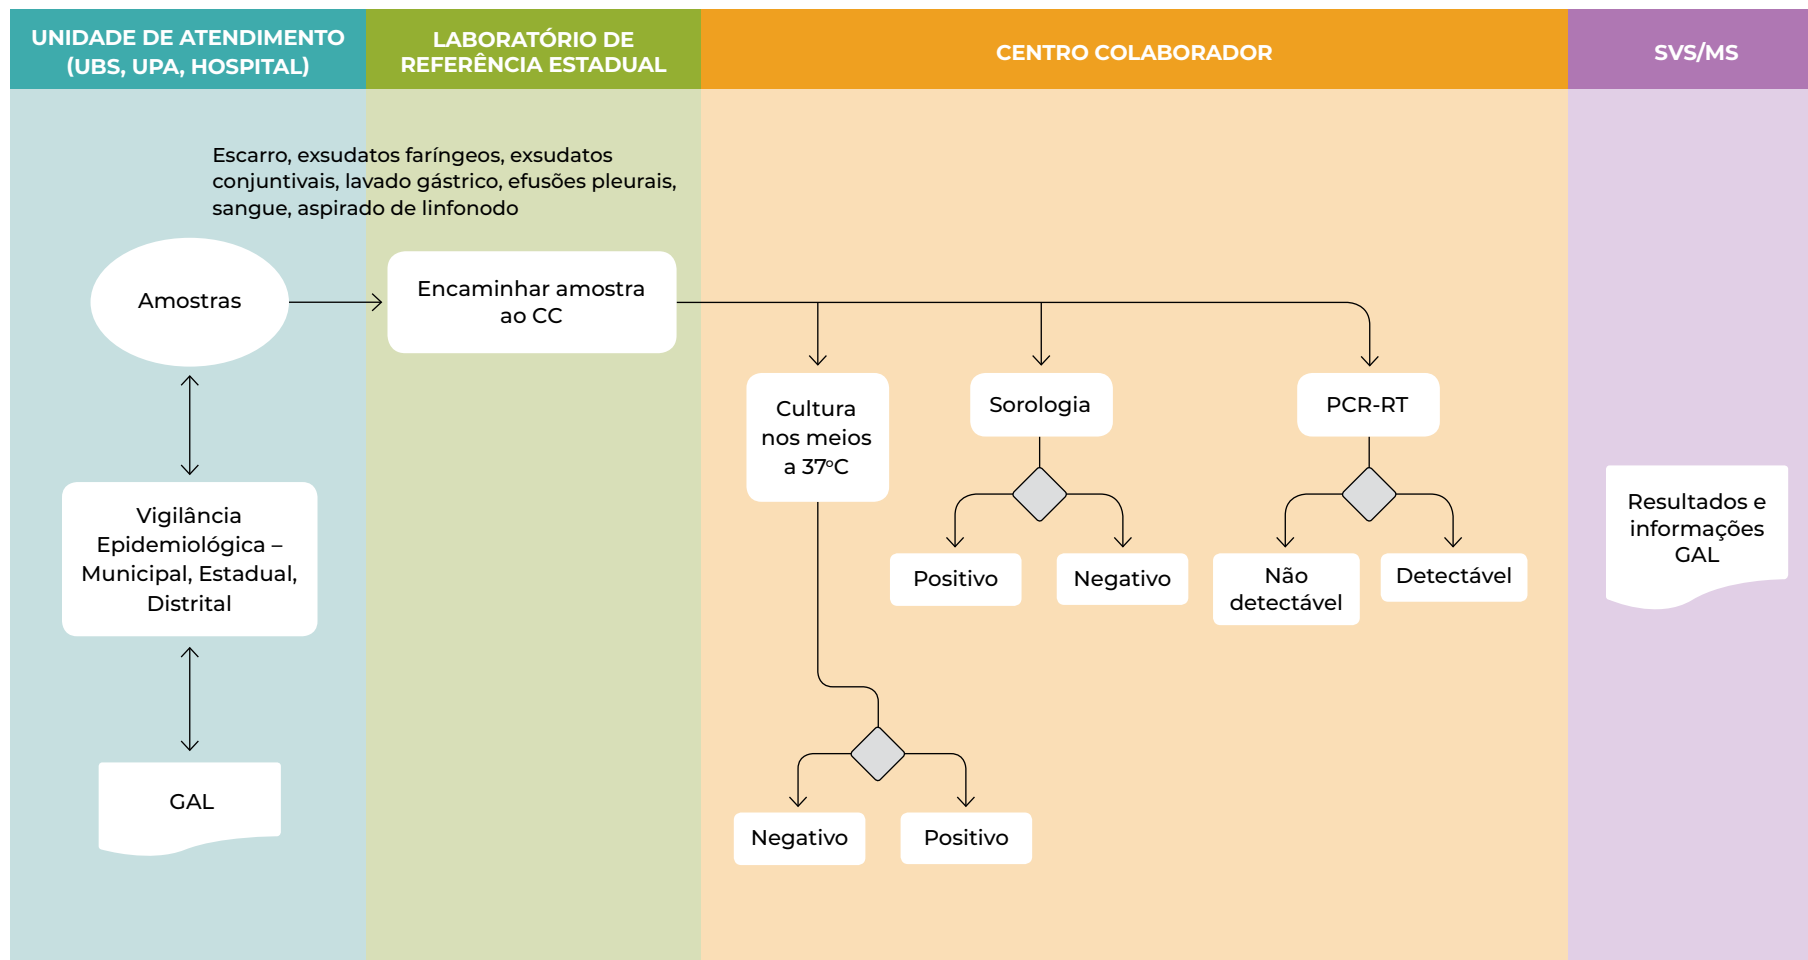 UNIDADE DE ATENDIMENTO
(UBS, UPA, HOSPITAL)
LABORATÓRIO DE
REFERÊNCIA ESTADUAL
CENTRO COLABORADOR
SVS/MS
Escarro, exsudatos faríngeos, exsudatos
conjuntivais, lavado gástrico, efusões pleurais,
sangue, aspirado de linfonodo
Amostras
Encaminhar amostra
ao CC
Cultura
nos meios
a 37ºC
Sorologia
PCR-RT
Vigilância
Epidemiológica –
Municipal, Estadual,
Distrital
Positivo
Negativo
Não
detectável
Detectável
Resultados e
informações
GAL
GAL
Negativo
Positivo